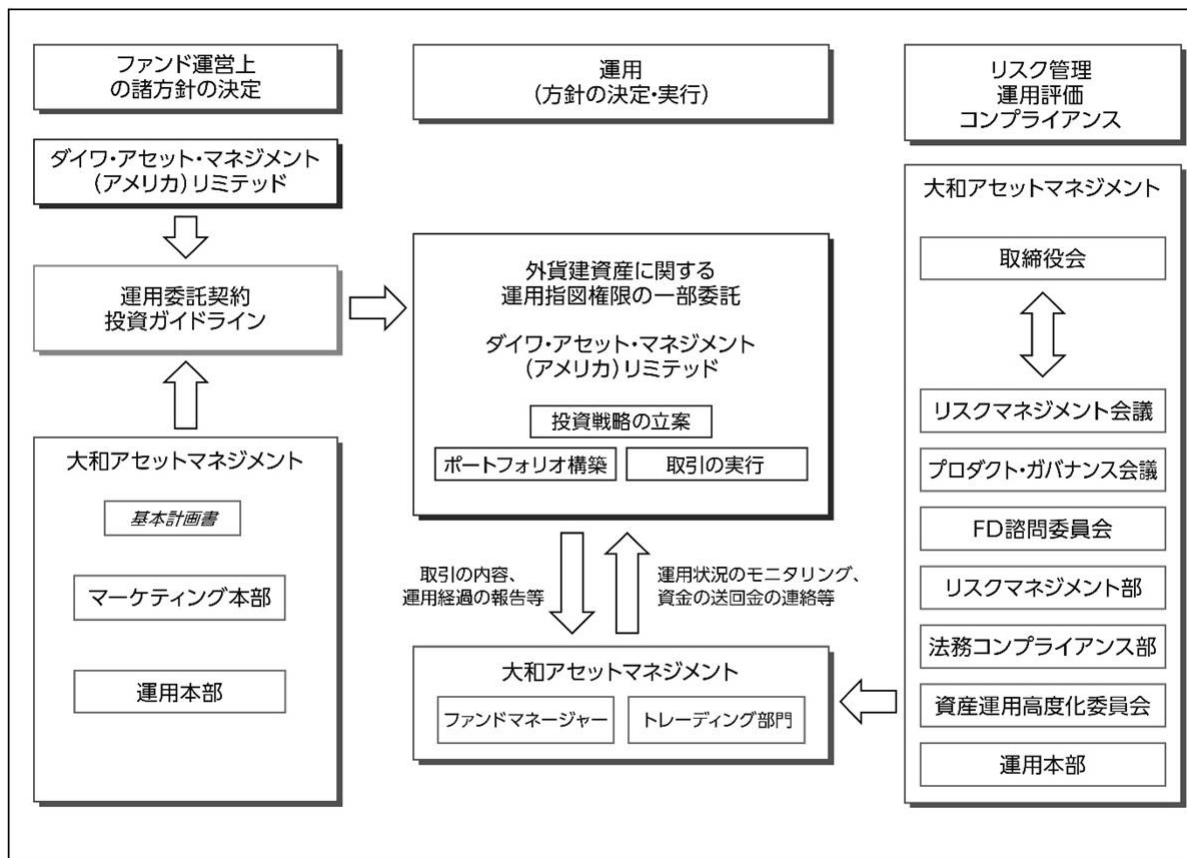 ファンド運営上
の諸方針の決定
ダイワ・アセット・マネジメント
(アメリカ)リミテッド
運用委託契約
投資ガイドライン
大和アセットマネジメント
基本計画書
マーケティング本部
運用本部
運用
(方針の決定・実行)
外貨建資産に関する
運用指図権限の一部委託
ダイワ・アセット・マネジメント
(アメリカ)リミテッド
投資戦略の立案
ポートフォリオ構築
取引の実行
取引の内容、
運用経過の報告等
運用状況のモニタリング、
資金の送回金の連絡等
大和アセットマネジメント
ファンドマネージャー
トレーディング部門
リスク管理
運用評価
コンプライアンス
大和アセットマネジメント
取締役会
リスクマネジメント会議
プロダクト・ガバナンス会議
FD諮問委員会
リスクマネジメント部
法務コンプライアンス部
資産運用高度化委員会
運用本部